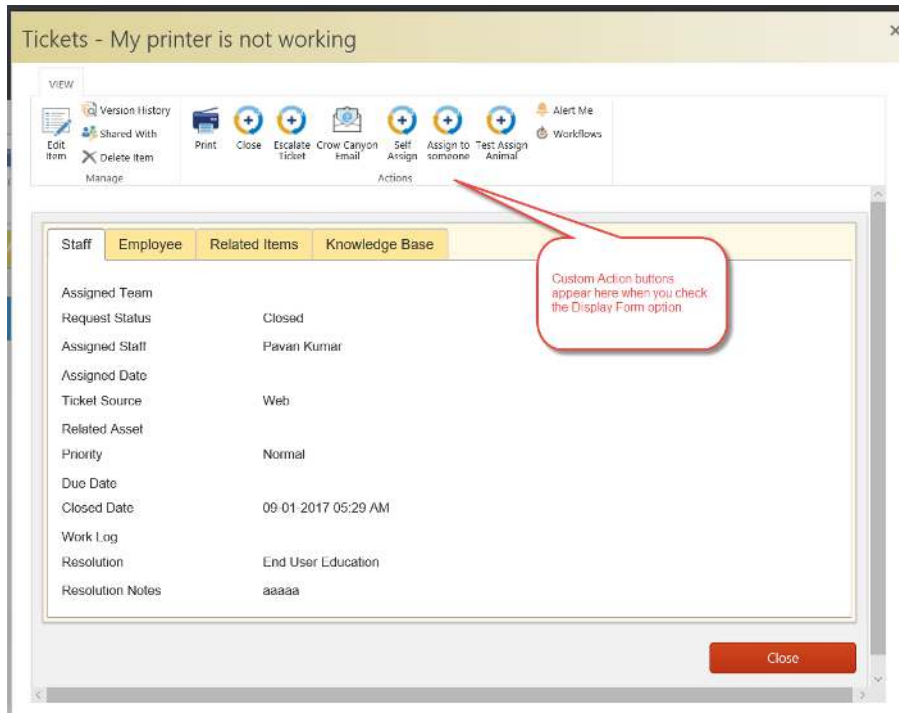 Tickets - My printer is not working
×
VIEW
Edit Item
Version History
Shared With
Delete Item
Manage
Print
Close
Escalate Ticket
Crow Canyon Email
Self Assign
Assign to someone
Test Assign Animal
Alert Me
Workflows
Actions
Staff
Employee
Related Items
Knowledge Base
Custom Action buttons
appear here when you check
the Display Form option
Assigned Team
Request Status Closed
Assigned Staff Pavan Kumar
Assigned Date
Ticket Source Web
Related Asset
Priority Normal
Due Date
Closed Date 09-01-2017 05:29 AM
Work Log
Resolution End User Education
Resolution Notes aaaaa
Close